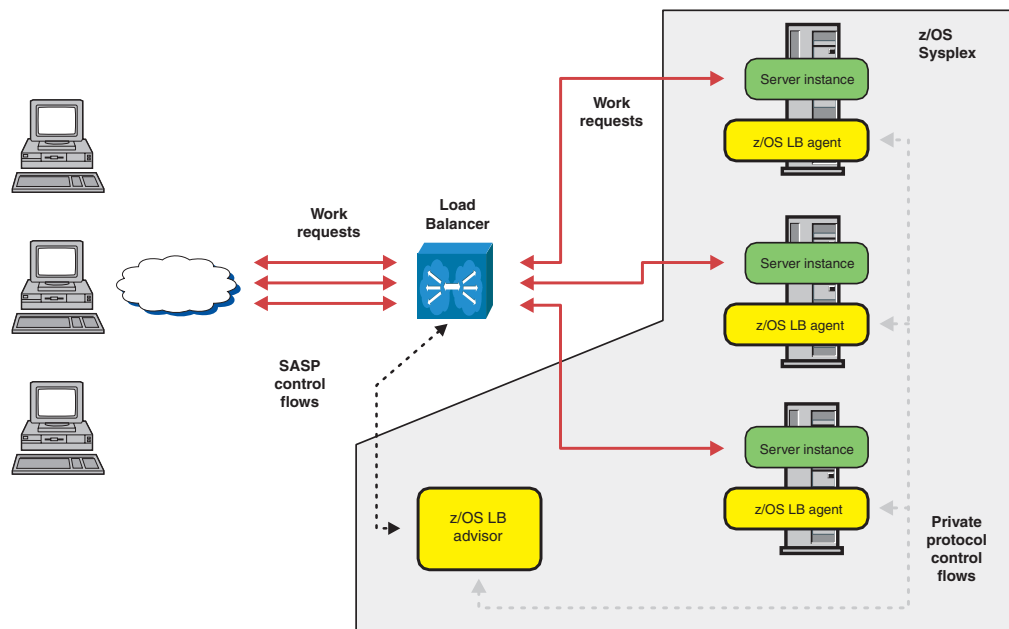 z/OS
Sysplex
Server instance
z/OS LB agent
Work
requests
Load
Balancer
Work
requests
Server instance
z/OS LB agent
SASP
control
flows
Server instance
z/OS LB agent
z/OS LB
advisor
Private
protocol
control
flows